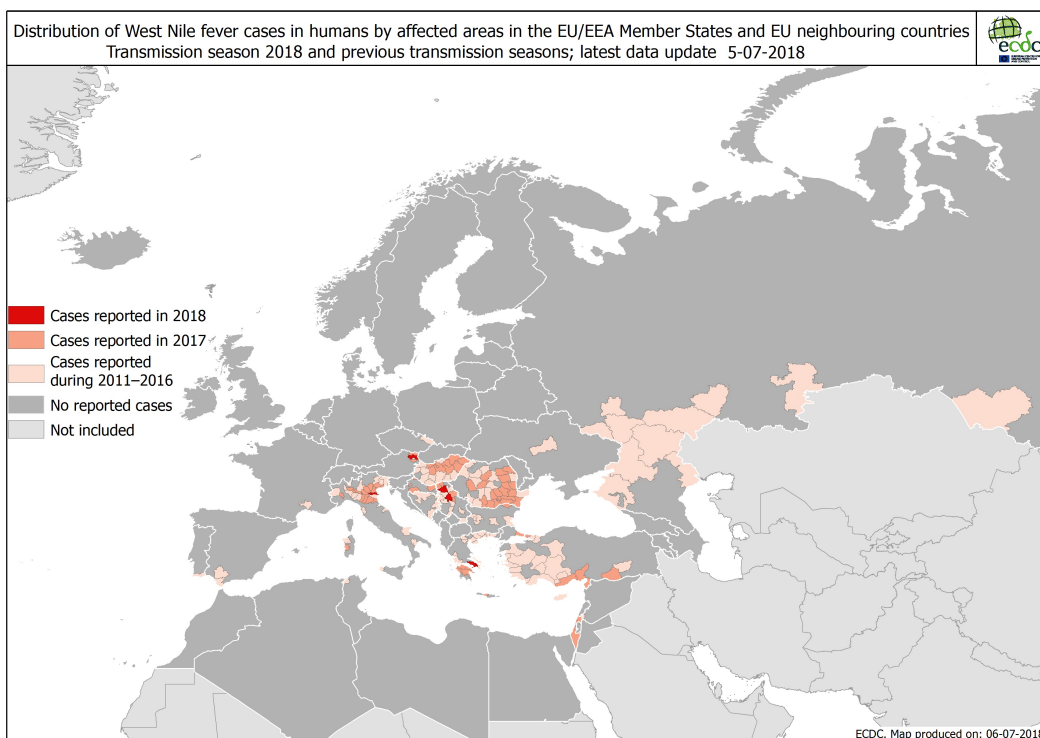 Distribution of West Nile fever cases in humans by affected areas in the EU/EEA Member States and EU neighbouring countries
Transmission season 2018 and previous transmission seasons; latest data update 5-07-2018
ecdc
Cases reported in 2018
Cases reported in 2017
Cases reported
during 2011–2016
No reported cases
Not included
ECDC. Map produced on: 06-07-2018